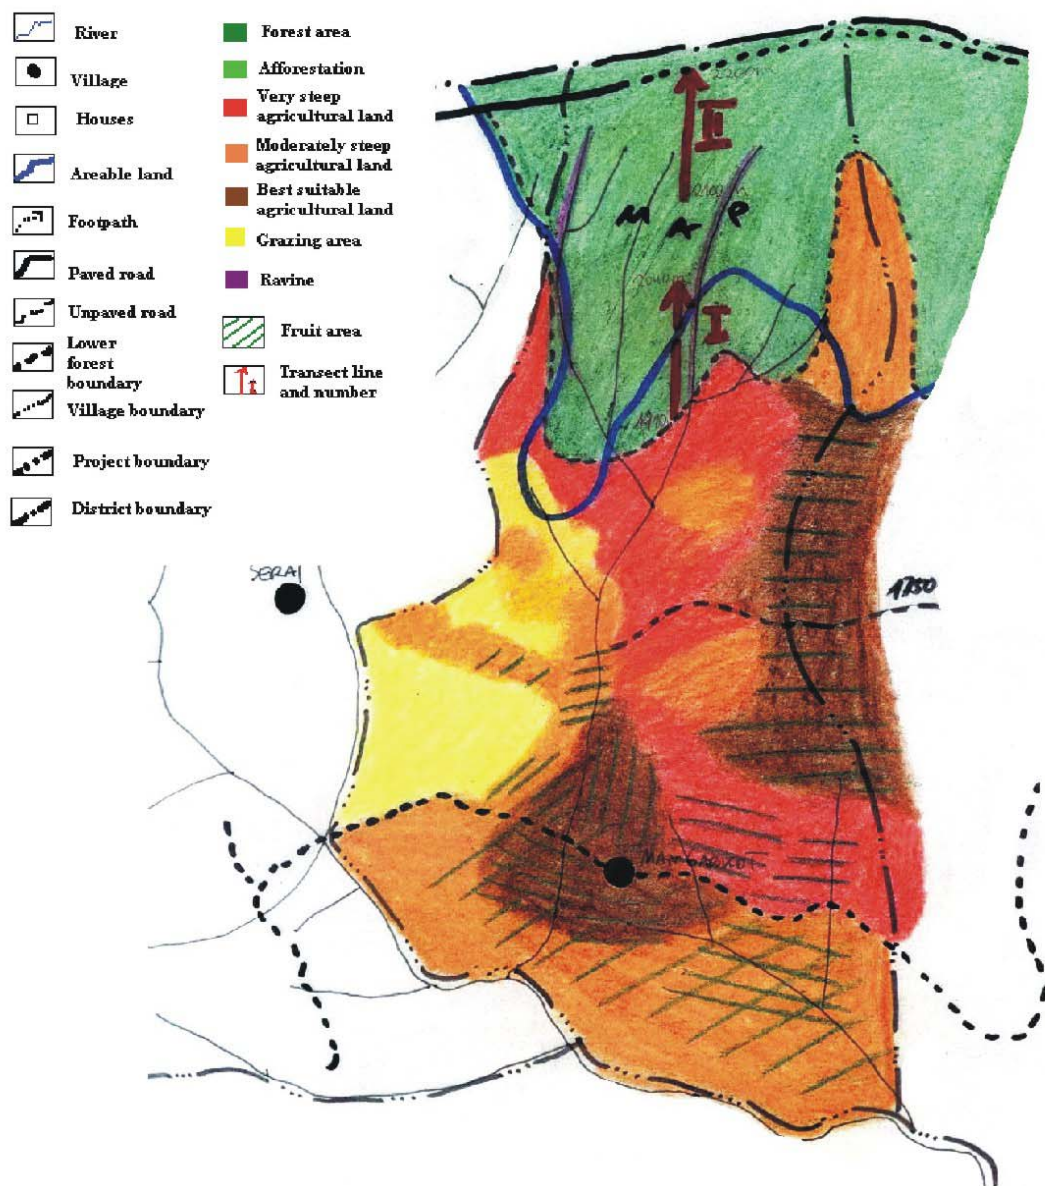 River
Village
Houses
Areable land
Footpath
Paved road
Unpaved road
Lower
forest
boundary
Village boundary
Project boundary
District boundary
Forest area
Afforestation
Very steep
agricultural land
Moderately steep
agricultural land
Best suitable
agricultural land
Grazing area
Ravine
Fruit area
Transect line
and number
II
M A P
I
1910
1750
SERAJ